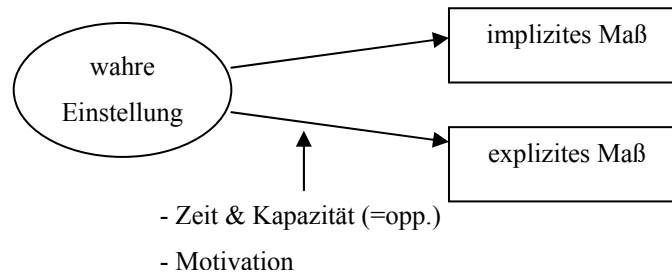 wahre
Einstellung
implizites Maß
explizites Maß
- Zeit & Kapazität (=opp.)
- Motivation